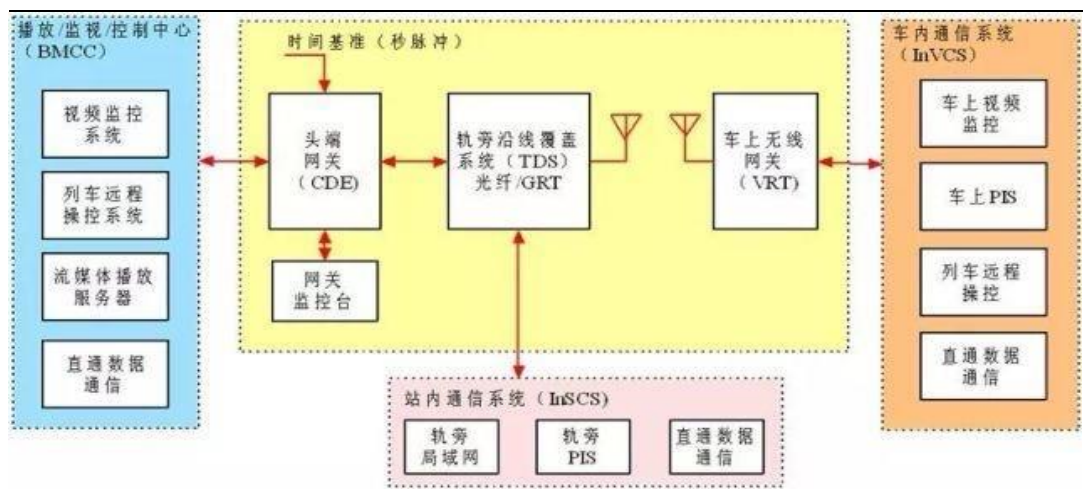 播放/监视/控制中心
（BMCC）
视频监控
系统
列车远程
操控系统
流媒体播放
服务器
直通数据
通信
时间基准（秒脉冲）
头端
网关
（CDE)
网关
监控台
轨旁沿线覆盖
系统（TDS）
光纤/GRT
车上无线
网关
（VRT）
车内通信系统
（InVCS）
车上视频
监控
车上PIS
列车远程
操控
直通数据
通信
站内通信系统（InSCS)
轨旁
局域网
轨旁
PIS
直通数据
通信